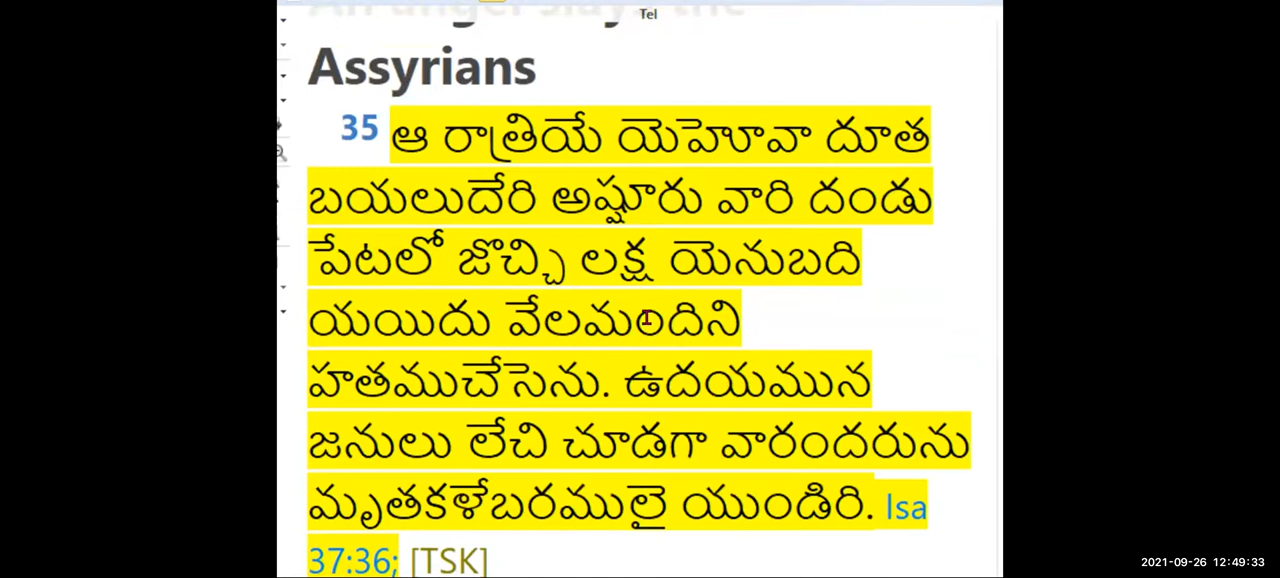 Tel
Assyrians
35 ఆ రాత్రియే యెహోవా దూత
బయలుదేరి అష్షూరు వారి దండు
పేటలో జొచ్చి లక్ష యెనుబది
యయిదు వేలమందిని
హతముచేసెను. ఉదయమున
జనులు లేచి చూడగా వారందరును
మృతకళేబరములై యుండిరి. Isa
37:36; [TSK]
2021-09-26 12:49:33